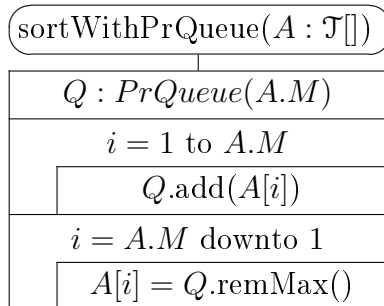 sortWithPrQueue(A : 𝒯[])
Q : PrQueue(A.M)
i = 1 to A.M
Q.add(A[i])
i = A.M downto 1
A[i] = Q.remMax()